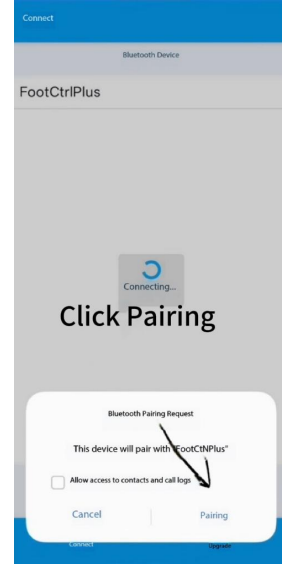 Connect
Bluetooth Device
FootCtrlPlus
Connecting...
Click Pairing
Bluetooth Pairing Request
This device will pair with "FootCtNPlus"
Allow access to contacts and call logs
Cancel
Pairing
Connect
Upgrade